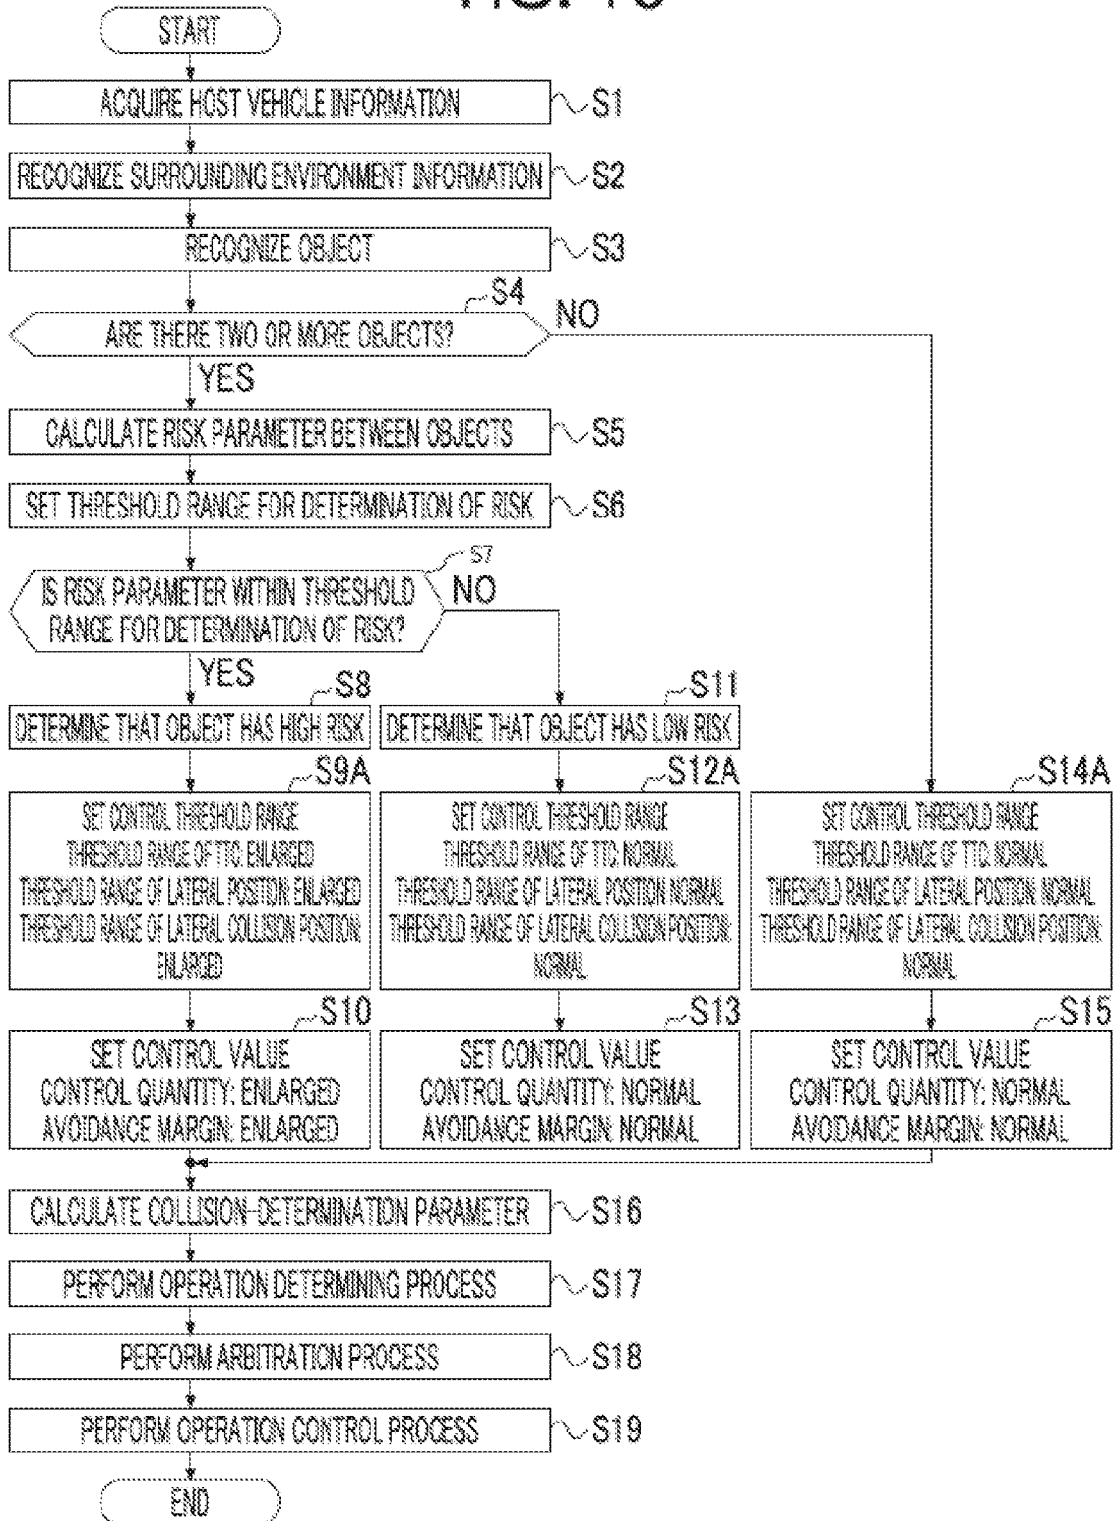 START
ACQUIRE HOST VEHICLE INFORMATION
S1
RECOGNIZE SURROUNDING ENVIRONMENT INFORMATION
S2
RECOGNIZE OBJECT
S3
S4
ARE THERE TWO OR MORE OBJECTS?
NO
YES
CALCULATE RISK PARAMETER BETWEEN OBJECTS
S5
SET THRESHOLD RANGE FOR DETERMINATION OF RISK
S6
S7
IS RISK PARAMETER WITHIN THRESHOLD
RANGE FOR DETERMINATION OF RISK?
NO
YES
S8
DETERMINE THAT OBJECT HAS HIGH RISK
S11
DETERMINE THAT OBJECT HAS LOW RISK
S9A
SET CONTROL THRESHOLD RANGE
THRESHOLD RANGE OF TTC: ENLARGED
THRESHOLD RANGE OF LATERAL POSITION: ENLARGED
THRESHOLD RANGE OF LATERAL COLLISION POSITION:
ENLARGED
S12A
SET CONTROL THRESHOLD RANGE
THRESHOLD RANGE OF TTC: NORMAL
THRESHOLD RANGE OF LATERAL POSITION: NORMAL
THRESHOLD RANGE OF LATERAL COLLISION POSITION:
NORMAL
S14A
SET CONTROL THRESHOLD RANGE
THRESHOLD RANGE OF TTC: NORMAL
THRESHOLD RANGE OF LATERAL POSITION: NORMAL
THRESHOLD RANGE OF LATERAL COLLISION POSITION:
NORMAL
S10
SET CONTROL VALUE
CONTROL QUANTITY: ENLARGED
AVOIDANCE MARGIN: ENLARGED
S13
SET CONTROL VALUE
CONTROL QUANTITY: NORMAL
AVOIDANCE MARGIN: NORMAL
S15
SET CONTROL VALUE
CONTROL QUANTITY: NORMAL
AVOIDANCE MARGIN: NORMAL
CALCULATE COLLISION-DETERMINATION PARAMETER
S16
PERFORM OPERATION DETERMINING PROCESS
S17
PERFORM ARBITRATION PROCESS
S18
PERFORM OPERATION CONTROL PROCESS
S19
END